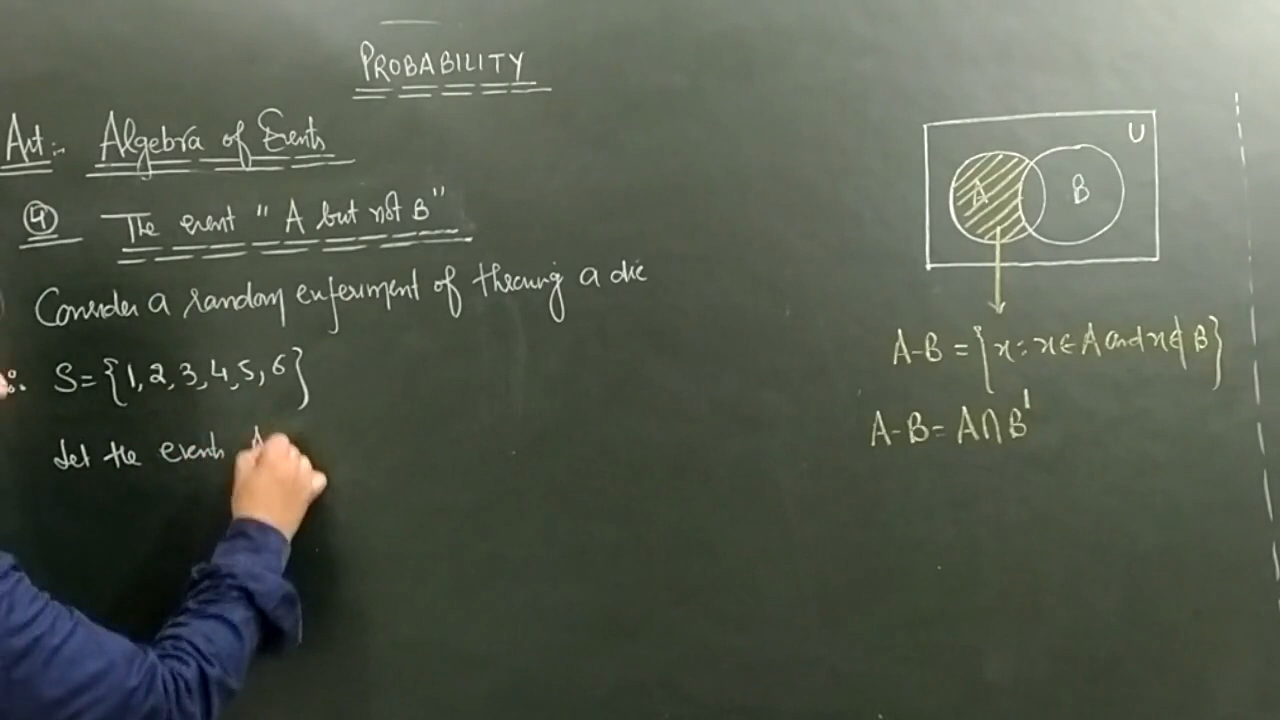 PROBABILITY
Art:- Algebra of Events
④ The event "A but not B"
Consider a random experiment of throwing a die
∴ S={1,2,3,4,5,6}
Let the events A
U
A
B
A-B={x:x∈A and x∉B}
A-B=A∩B'